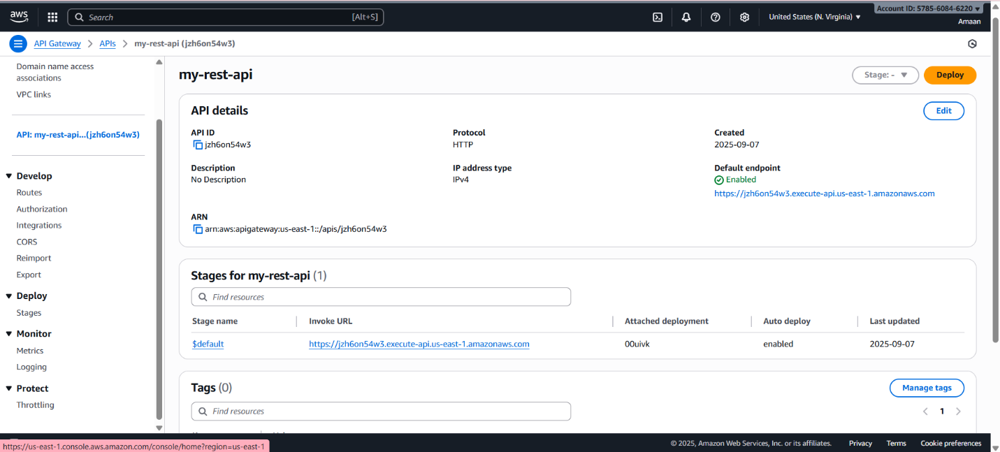 aws
Search [Alt+S]
United States (N. Virginia)
Account ID: 5785-6084-6220
Amaan
API Gateway > APIs > my-rest-api (jzh6on54w3)
Domain name access
associations
VPC links
API: my-rest-api...(jzh6on54w3)
Develop
Routes
Authorization
Integrations
CORS
Reimport
Export
Deploy
Stages
Monitor
Metrics
Logging
Protect
Throttling
my-rest-api
Stage: -
Deploy
API details
Edit
API ID
jzh6on54w3
Protocol
HTTP
Created
2025-09-07
Description
No Description
IP address type
IPv4
Default endpoint
Enabled
https://jzh6on54w3.execute-api.us-east-1.amazonaws.com
ARN
arn:aws:apigateway:us-east-1::/apis/jzh6on54w3
Stages for my-rest-api (1)
Find resources
Stage name Invoke URL Attached deployment Auto deploy Last updated
$default https://jzh6on54w3.execute-api.us-east-1.amazonaws.com 00uivk enabled 2025-09-07
Tags (0)
Manage tags
Find resources
1
https://us-east-1.console.aws.amazon.com/console/home?region=us-east-1
© 2025, Amazon Web Services, Inc. or its affiliates. Privacy Terms Cookie preferences